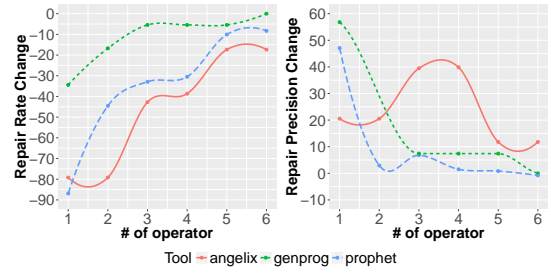 Repair Rate Change
0
−10
−20
−30
−40
−50
−60
−70
−80
−90
1 2 3 4 5 6
# of operator
Repair Precision Change
60
50
40
30
20
10
0
−10
1 2 3 4 5 6
# of operator
Tool angelix genprog prophet